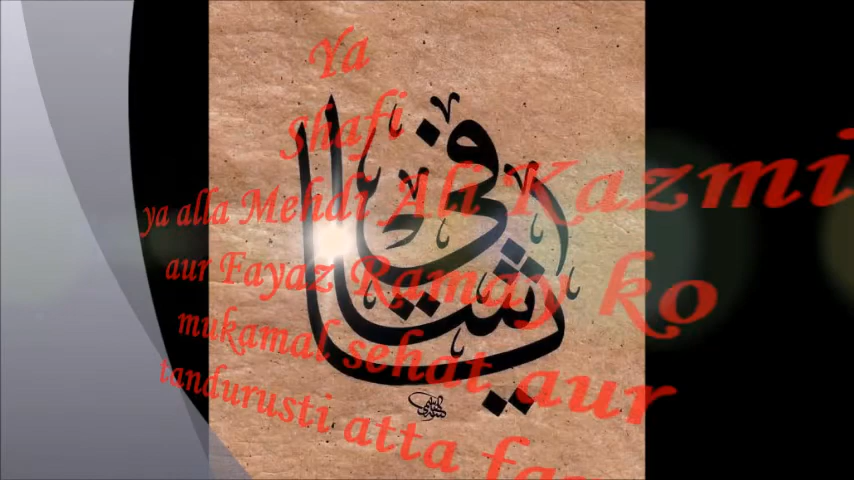 Ya
Shafi
ya alla Mehdi Ali Kazmi
aur Fayaz Ramay ko
mukamal sehat aur
tandurusti atta
يا شافي